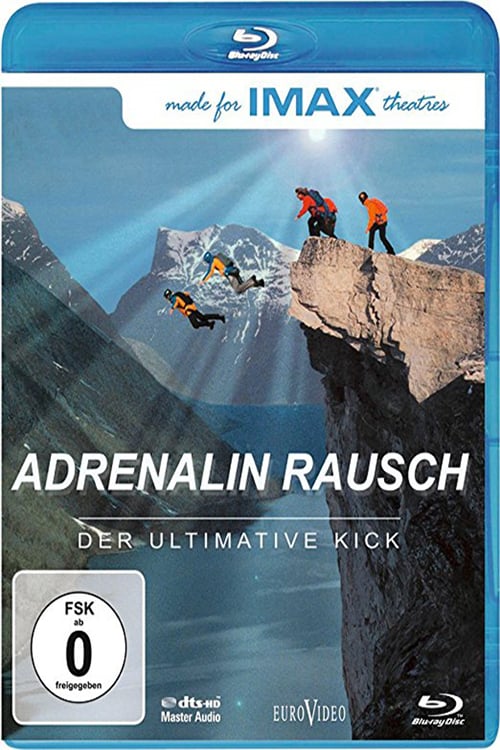 Blu-ray Disc
made for IMAX® theatres
ADRENALIN RAUSCH
DER ULTIMATIVE KICK
FSK
ab
0
freigegeben
dts-HD
Master Audio
EUROVIDEO
Blu-ray Disc